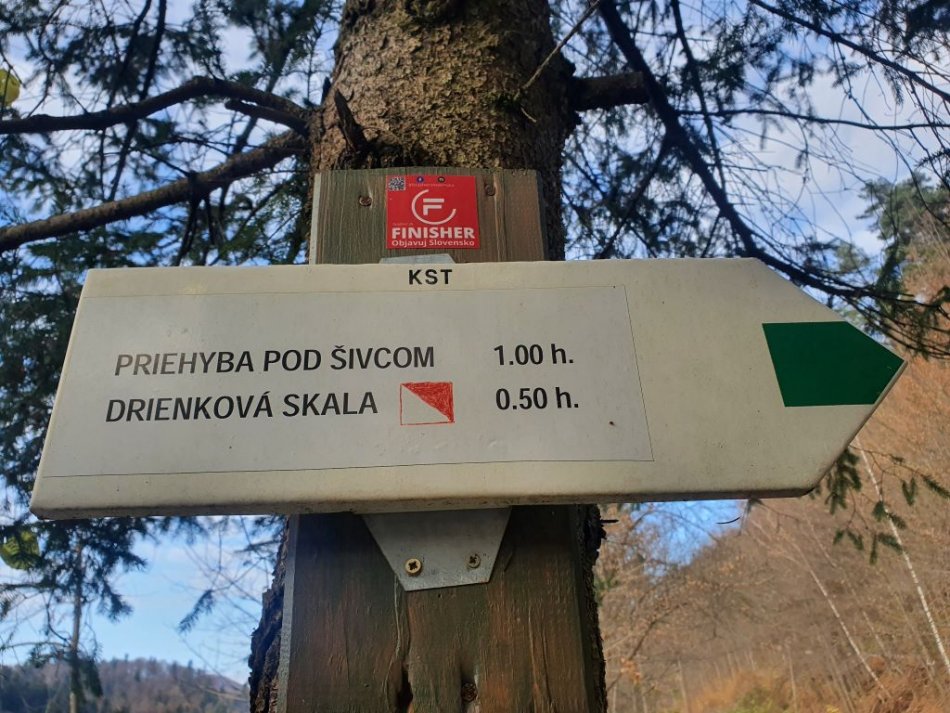 FINISHER
Objavuj Slovensko
KST
PRIEHYBA POD ŠIVCOM 1.00 h.
DRIENKOVÁ SKALA 0.50 h.